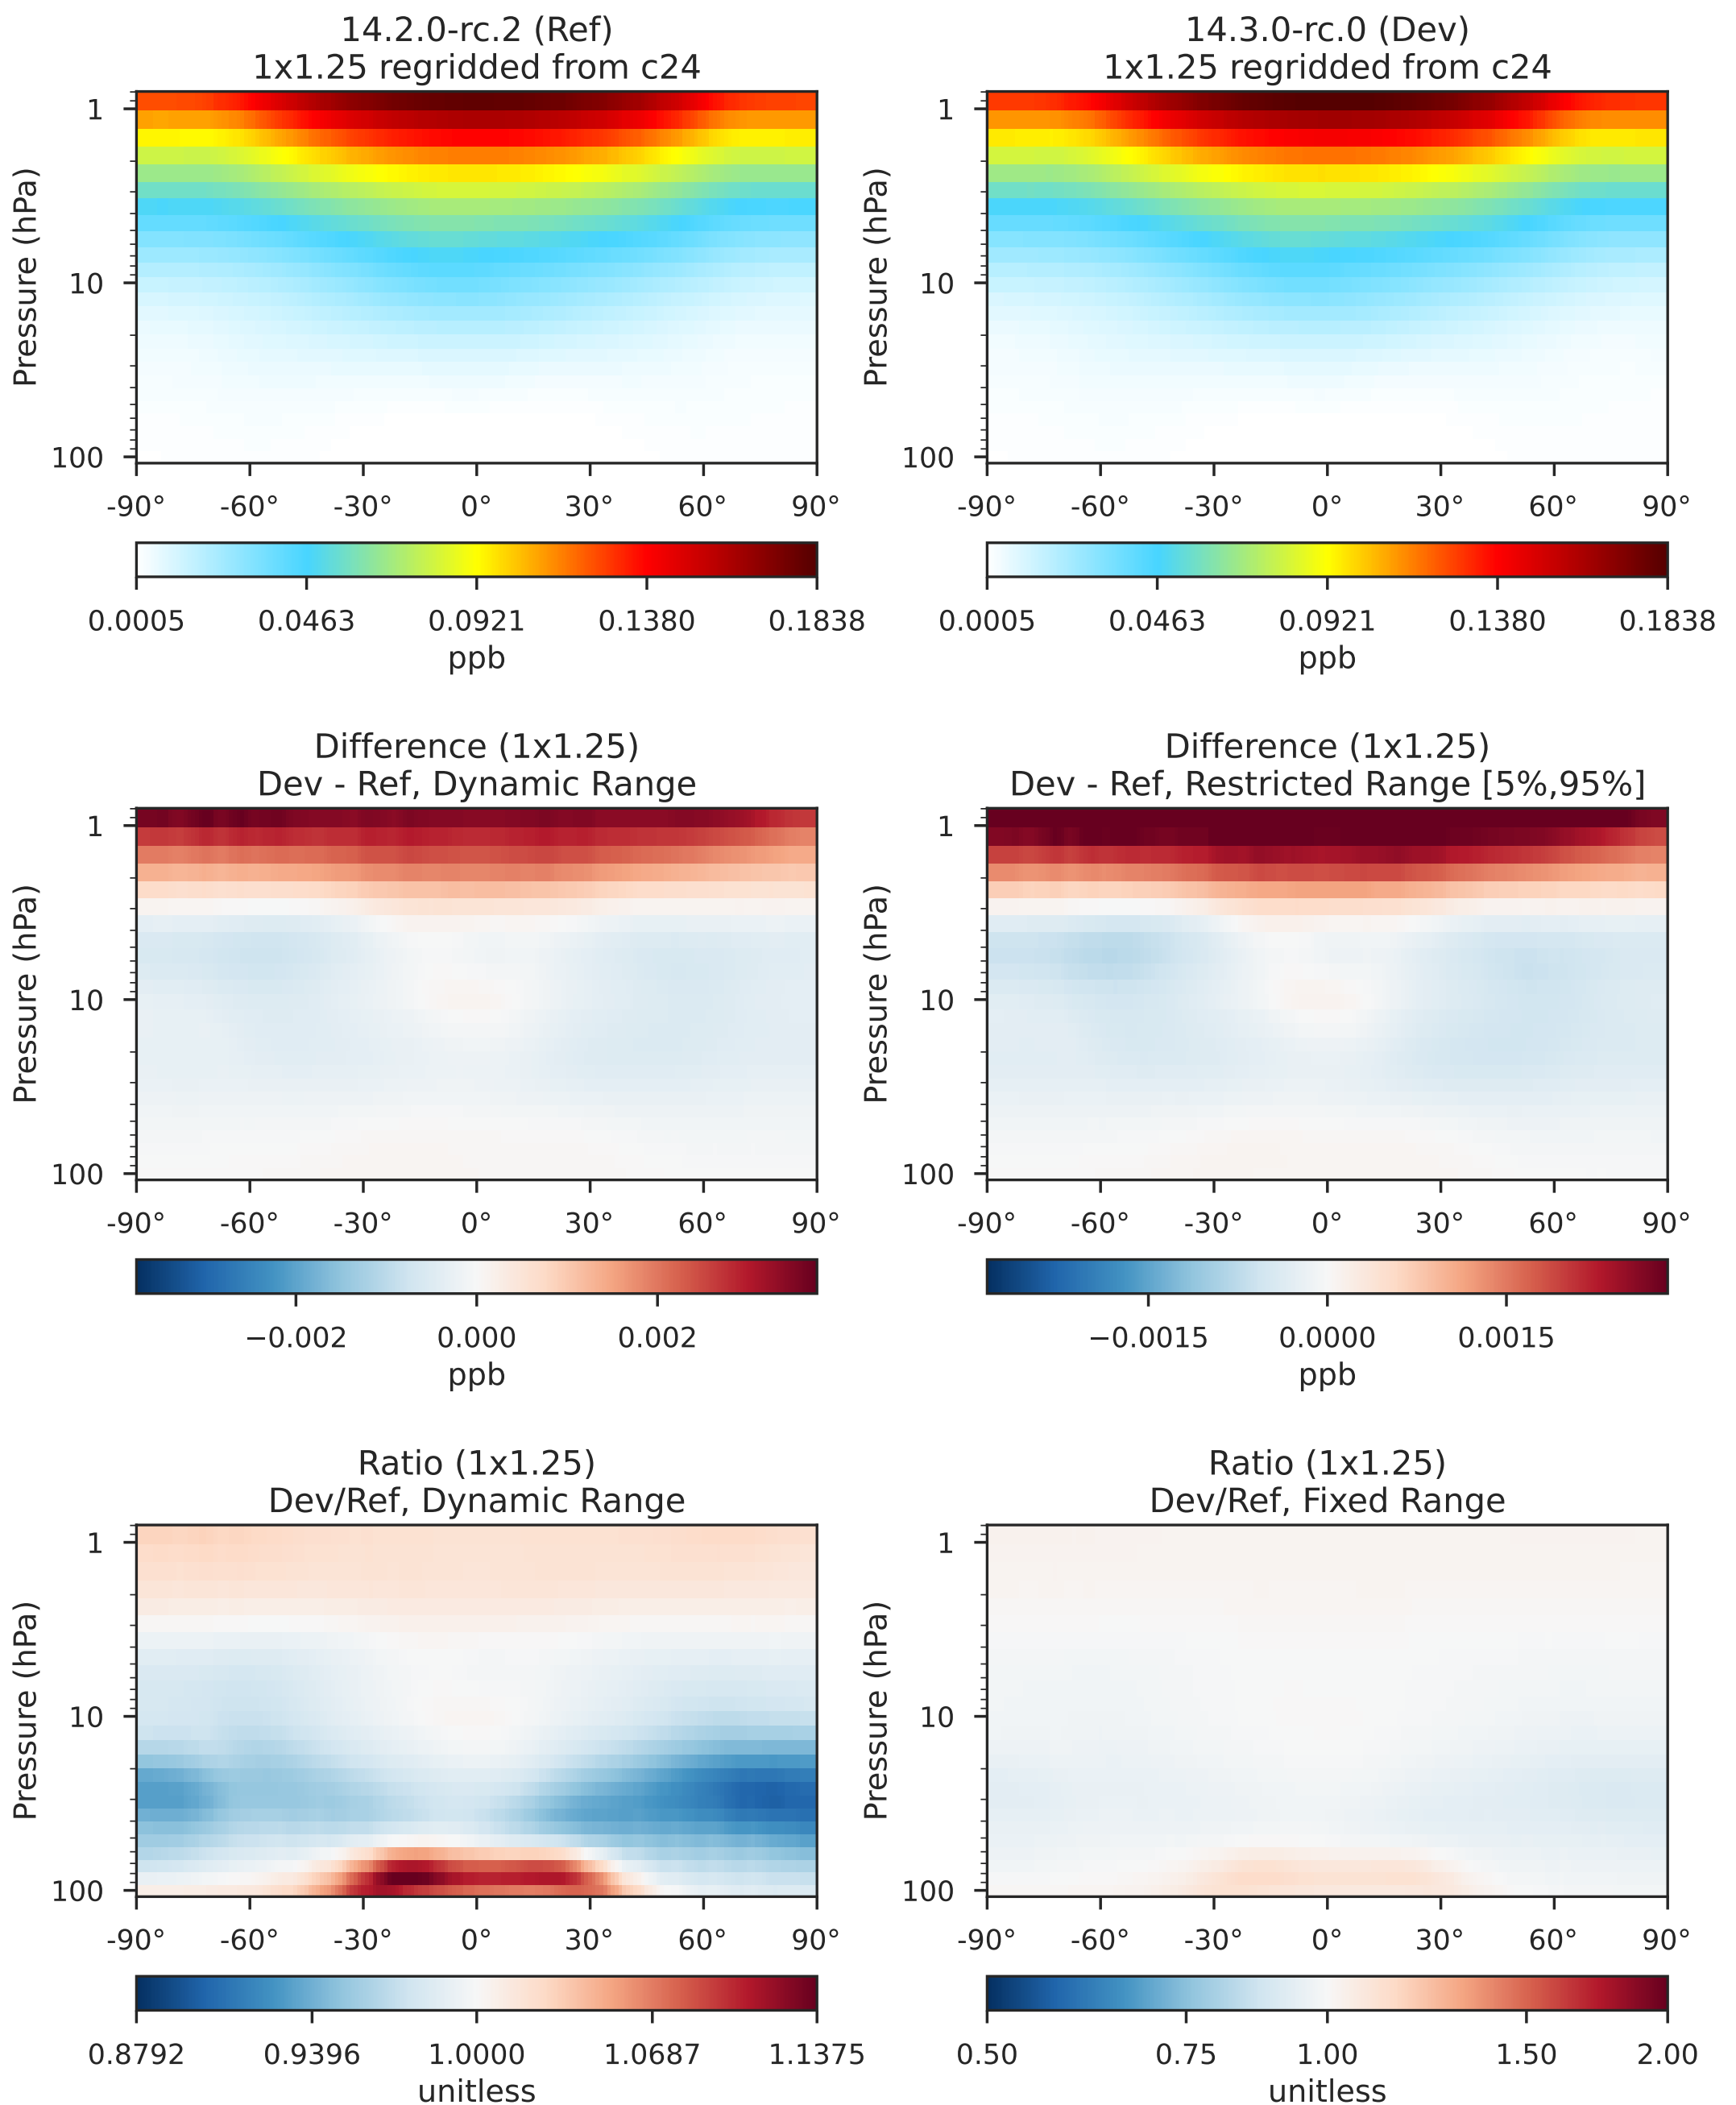 14.2.0-rc.2 (Ref)
1x1.25 regridded from c24
14.3.0-rc.0 (Dev)
1x1.25 regridded from c24
Pressure (hPa)
1
10
100
-90° -60° -30° 0° 30° 60° 90°
Pressure (hPa)
1
10
100
-90° -60° -30° 0° 30° 60° 90°
0.0005 0.0463 0.0921 0.1380 0.1838
ppb
0.0005 0.0463 0.0921 0.1380 0.1838
ppb
Difference (1x1.25)
Dev - Ref, Dynamic Range
Difference (1x1.25)
Dev - Ref, Restricted Range [5%,95%]
Pressure (hPa)
1
10
100
-90° -60° -30° 0° 30° 60° 90°
Pressure (hPa)
1
10
100
-90° -60° -30° 0° 30° 60° 90°
−0.002 0.000 0.002
ppb
−0.0015 0.0000 0.0015
ppb
Ratio (1x1.25)
Dev/Ref, Dynamic Range
Ratio (1x1.25)
Dev/Ref, Fixed Range
Pressure (hPa)
1
10
100
-90° -60° -30° 0° 30° 60° 90°
Pressure (hPa)
1
10
100
-90° -60° -30° 0° 30° 60° 90°
0.8792 0.9396 1.0000 1.0687 1.1375
unitless
0.50 0.75 1.00 1.50 2.00
unitless